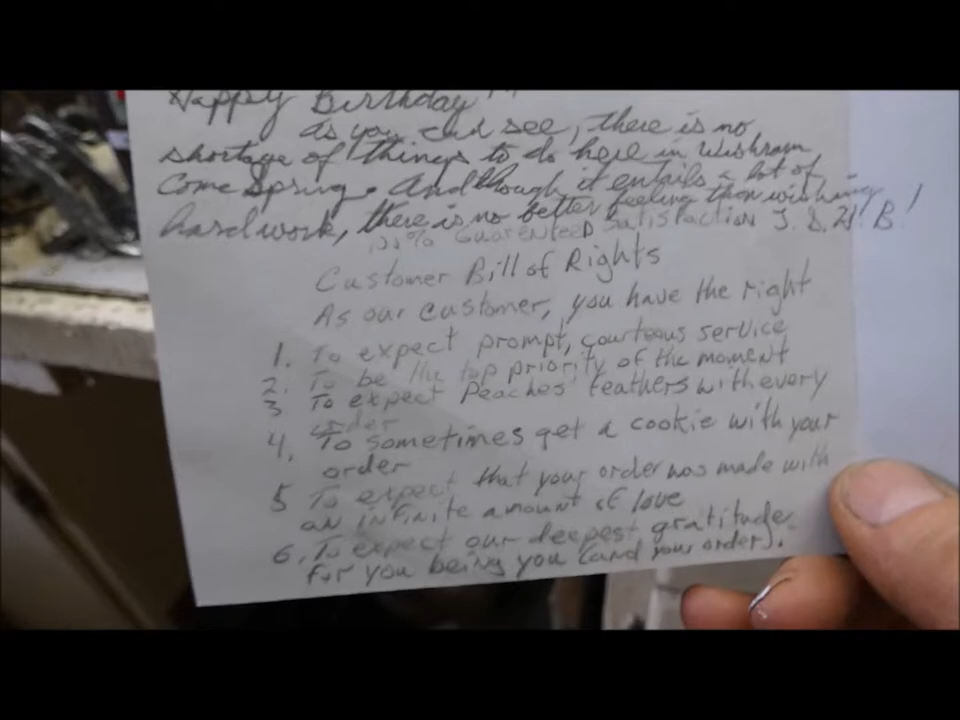 Happy Birthday!!!
As you can see, there is no
shortage of things to do here in Wishram
come Spring. And though it entails a lot of
hard work, there is no better feeling than wishing
100% Guarenteed Satisfaction J. & H. B!
Customer Bill of Rights
As our customer, you have the right
1. To expect prompt, courteous service
2. To be the top priority of the moment
3 To expect Peaches feathers with every
order
4. To sometimes get a cookie with your
order
5 To expect that your order was made with
an infinite amount of love
6. To expect our deepest gratitude
for you being you (and your order).